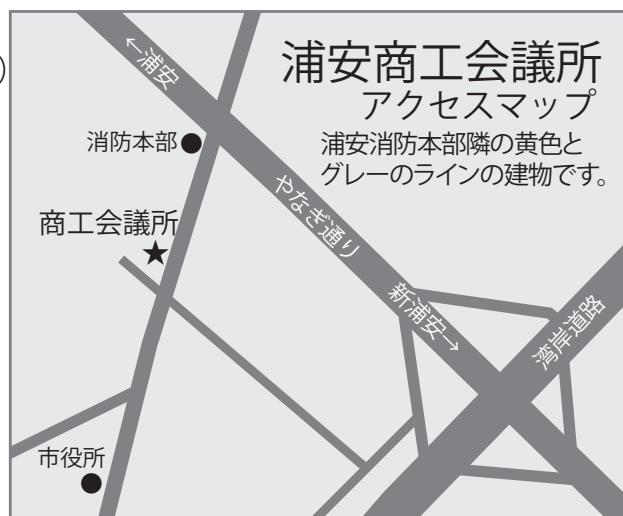 浦安商工会議所
アクセスマップ
浦安消防本部隣の黄色と
グレーのラインの建物です。
←浦安
消防本部
やなぎ通り
商工会議所
新浦安→
湾岸道路
市役所